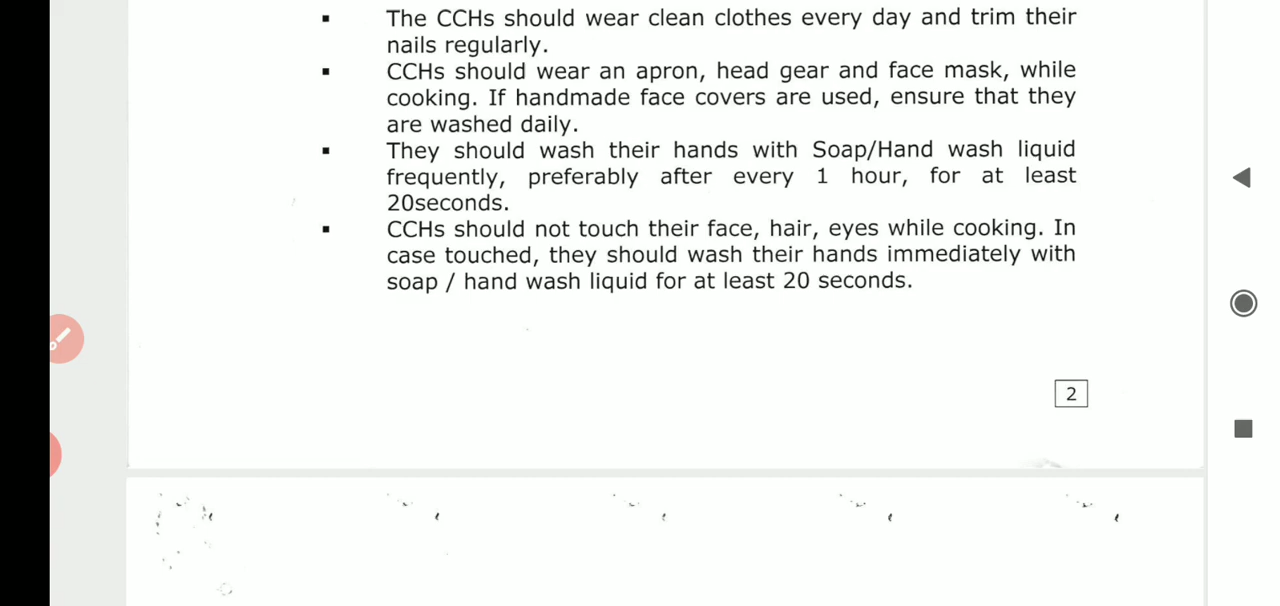 ▪ The CCHs should wear clean clothes every day and trim their
nails regularly.
▪ CCHs should wear an apron, head gear and face mask, while
cooking. If handmade face covers are used, ensure that they
are washed daily.
▪ They should wash their hands with Soap/Hand wash liquid
frequently, preferably after every 1 hour, for at least
20seconds.
▪ CCHs should not touch their face, hair, eyes while cooking. In
case touched, they should wash their hands immediately with
soap / hand wash liquid for at least 20 seconds.
2